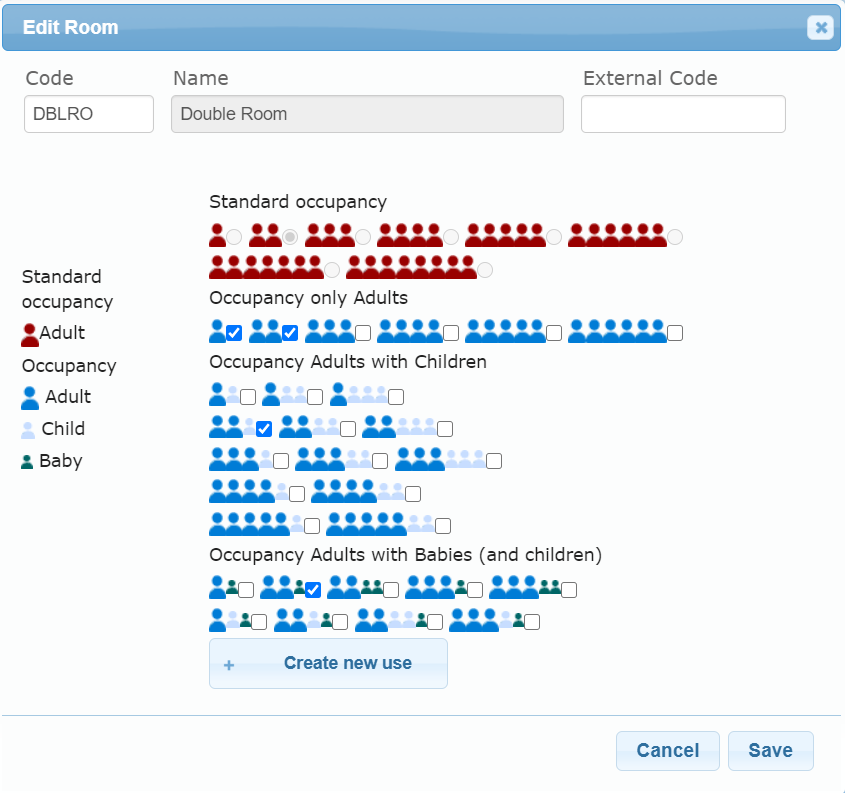 Edit Room
Code Name External Code
DBLRO Double Room
Standard occupancy
Standard
occupancy
Occupancy only Adults
Adult
Occupancy Adults with Children
Occupancy
Adult
Child
Baby
Occupancy Adults with Babies (and children)
+ Create new use
Cancel Save